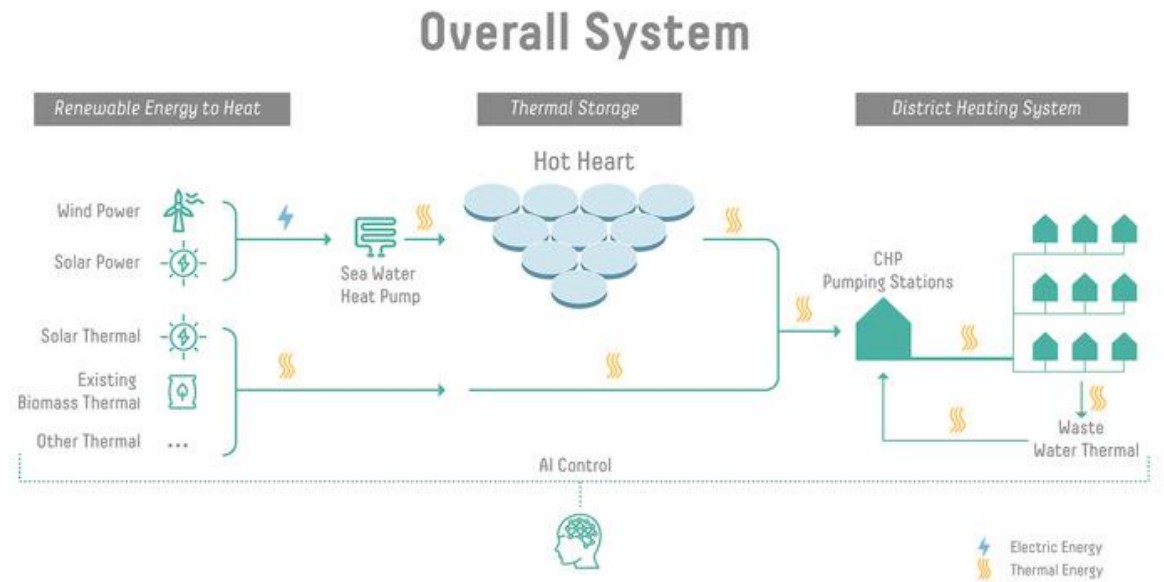 Overall System
Renewable Energy to Heat
Thermal Storage
District Heating System
Hot Heart
Wind Power
Solar Power
Sea Water
Heat Pump
CHP
Pumping Stations
Solar Thermal
Existing
Biomass Thermal
Other Thermal
...
Waste
Water Thermal
AI Control
Electric Energy
Thermal Energy